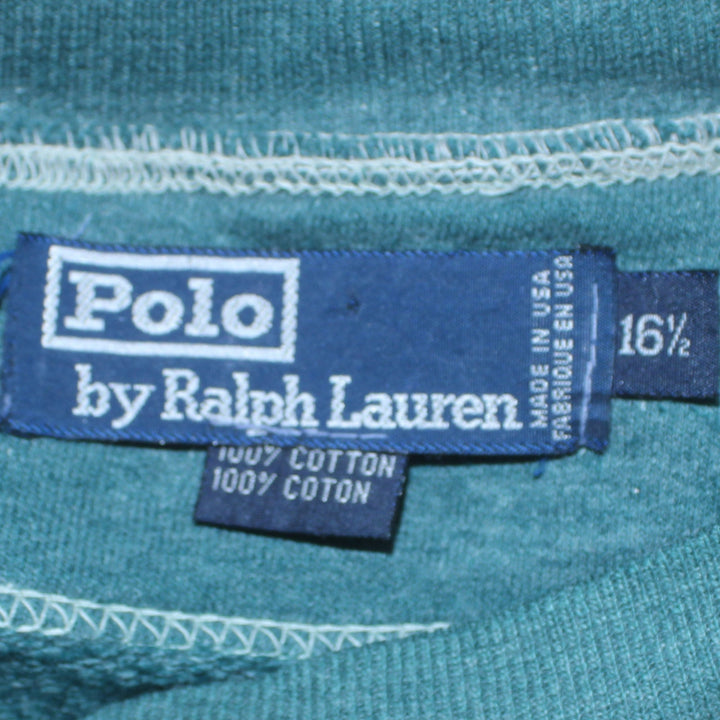 Polo
by Ralph Lauren
MADE IN USA
FABRIQUE EN USA
16½
100% COTTON
100% COTON